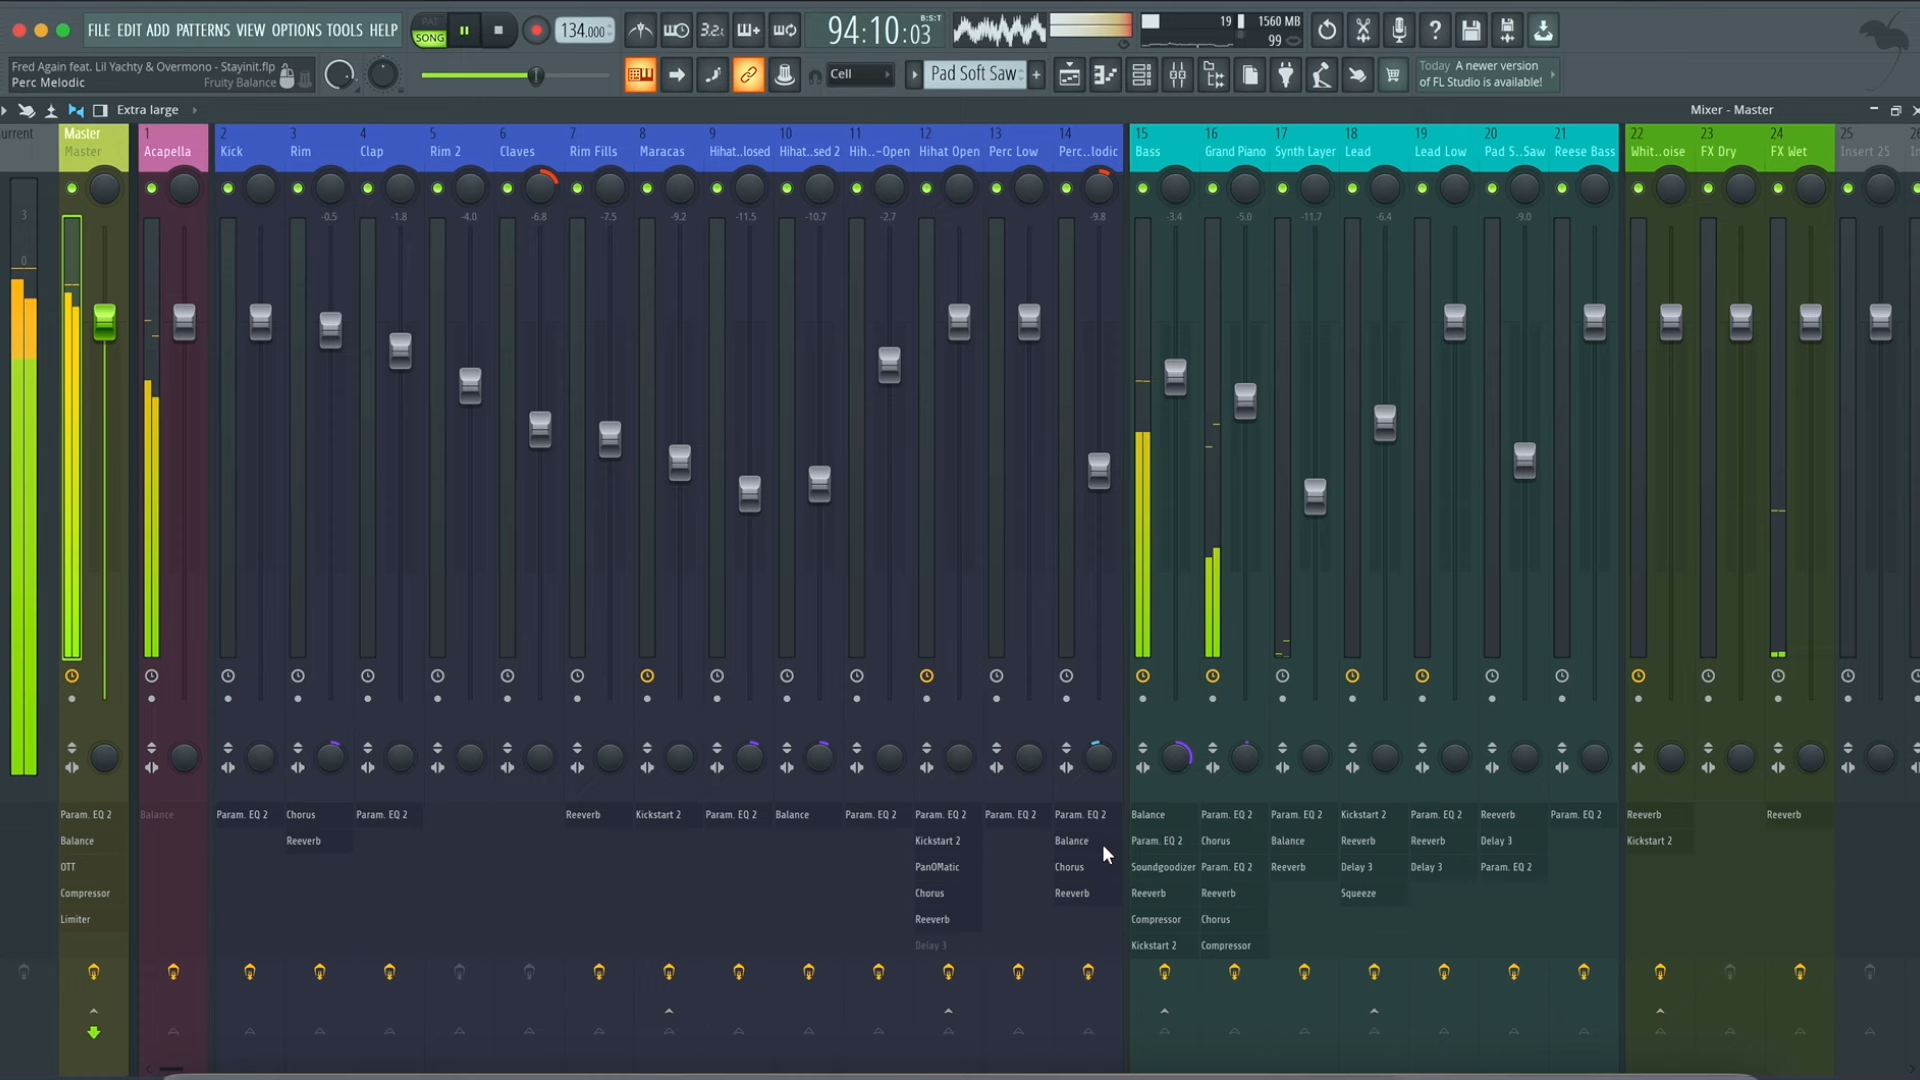 FILE EDIT ADD PATTERNS VIEW OPTIONS TOOLS HELP
PAT
SONG
134.000
3.2.
94:10:03
B:S:T
19
1560 MB
99
Fred Again feat. Lil Yachty & Overmono - Stayinit.flp
Perc Melodic
Fruity Balance
Cell
Pad Soft Saw
Today A newer version
of FL Studio is available!
Extra large
Mixer - Master
Master 1 2 3 4 5 6 7 8 9 10 11 12 13 14 15 16 17 18 19 20 21 22 23 24 25
Master Acapella Kick Rim Clap Rim 2 Claves Rim Fills Maracas Hihat..losed Hihat..sed 2 Hih..-Open Hihat Open Perc Low Perc..lodic Bass Grand Piano Synth Layer Lead Lead Low Pad S..Saw Reese Bass Whit..oise FX Dry FX Wet Insert 25
3 -0.5 -1.8 -4.0 -6.8 -7.5 -9.2 -11.5 -10.7 -2.7 -9.8 -3.4 -5.0 -11.7 -6.4 -9.0
0
Param. EQ 2 Balance Param. EQ 2 Chorus Param. EQ 2 Reeverb Kickstart 2 Param. EQ 2 Balance Param. EQ 2 Param. EQ 2 Param. EQ 2 Param. EQ 2 Balance Param. EQ 2 Param. EQ 2 Kickstart 2 Param. EQ 2 Reeverb Param. EQ 2 Reeverb Reeverb
Balance Reeverb Kickstart 2 Balance Param. EQ 2 Chorus Balance Reeverb Reeverb Delay 3 Kickstart 2
OTT PanOMatic Chorus Soundgoodizer Param. EQ 2 Reeverb Delay 3 Delay 3 Param. EQ 2
Compressor Chorus Reeverb Reeverb Reeverb Squeeze
Limiter Reeverb Compressor Chorus
Delay 3 Kickstart 2 Compressor